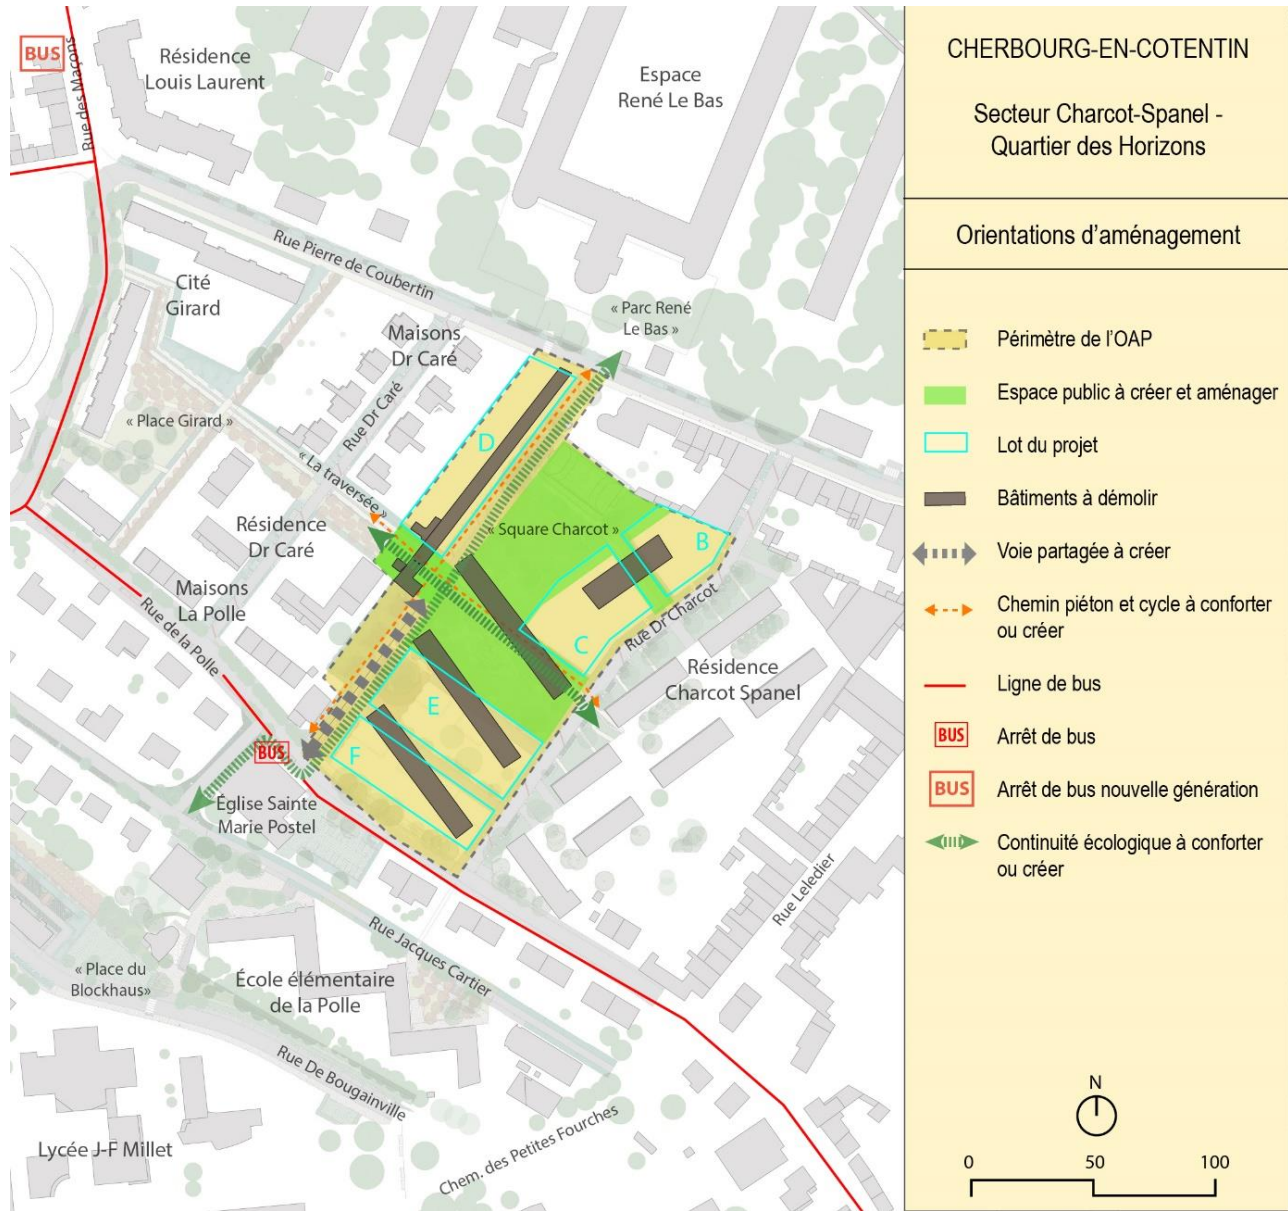 BUS
Rue des Maçons
Résidence
Louis Laurent
Espace
René Le Bas
Rue Pierre de Coubertin
Cité
Girard
« Parc René
Le Bas »
Maisons
Dr Caré
Rue Dr Caré
« Place Girard »
« La traversée »
D
Résidence
Dr Caré
« Square Charcot »
B
Maisons
La Polle
Rue de la Polle
Rue Dr Charcot
C
Résidence
Charcot Spanel
E
F
BUS
Église Sainte
Marie Postel
Rue Leledier
Rue Jacques Cartier
« Place du
Blockhaus»
École élémentaire
de la Polle
Rue De Bougainville
Chem. des Petites Fourches
Lycée J-F Millet
CHERBOURG-EN-COTENTIN
Secteur Charcot-Spanel -
Quartier des Horizons
Orientations d'aménagement
Périmètre de l'OAP
Espace public à créer et aménager
Lot du projet
Bâtiments à démolir
Voie partagée à créer
Chemin piéton et cycle à conforter
ou créer
Ligne de bus
BUS
Arrêt de bus
BUS
Arrêt de bus nouvelle génération
Continuité écologique à conforter
ou créer
N
0 50 100